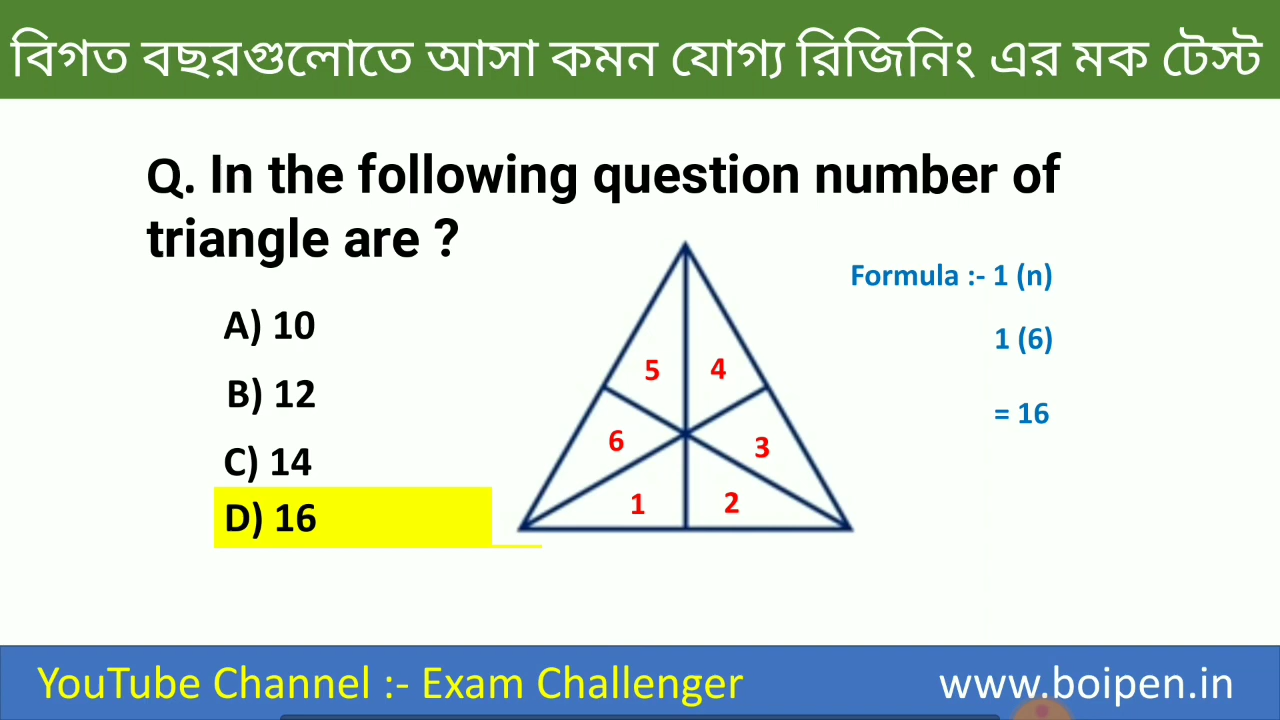 বিগত বছরগুলোতে আসা কমন যোগ্য রিজিনিং এর মক টেস্ট
Q. In the following question number of
triangle are ?
A) 10
B) 12
C) 14
D) 16
5 4
6 3
1 2
Formula :- 1 (n)
1 (6)
= 16
YouTube Channel :- Exam Challenger
www.boipen.in